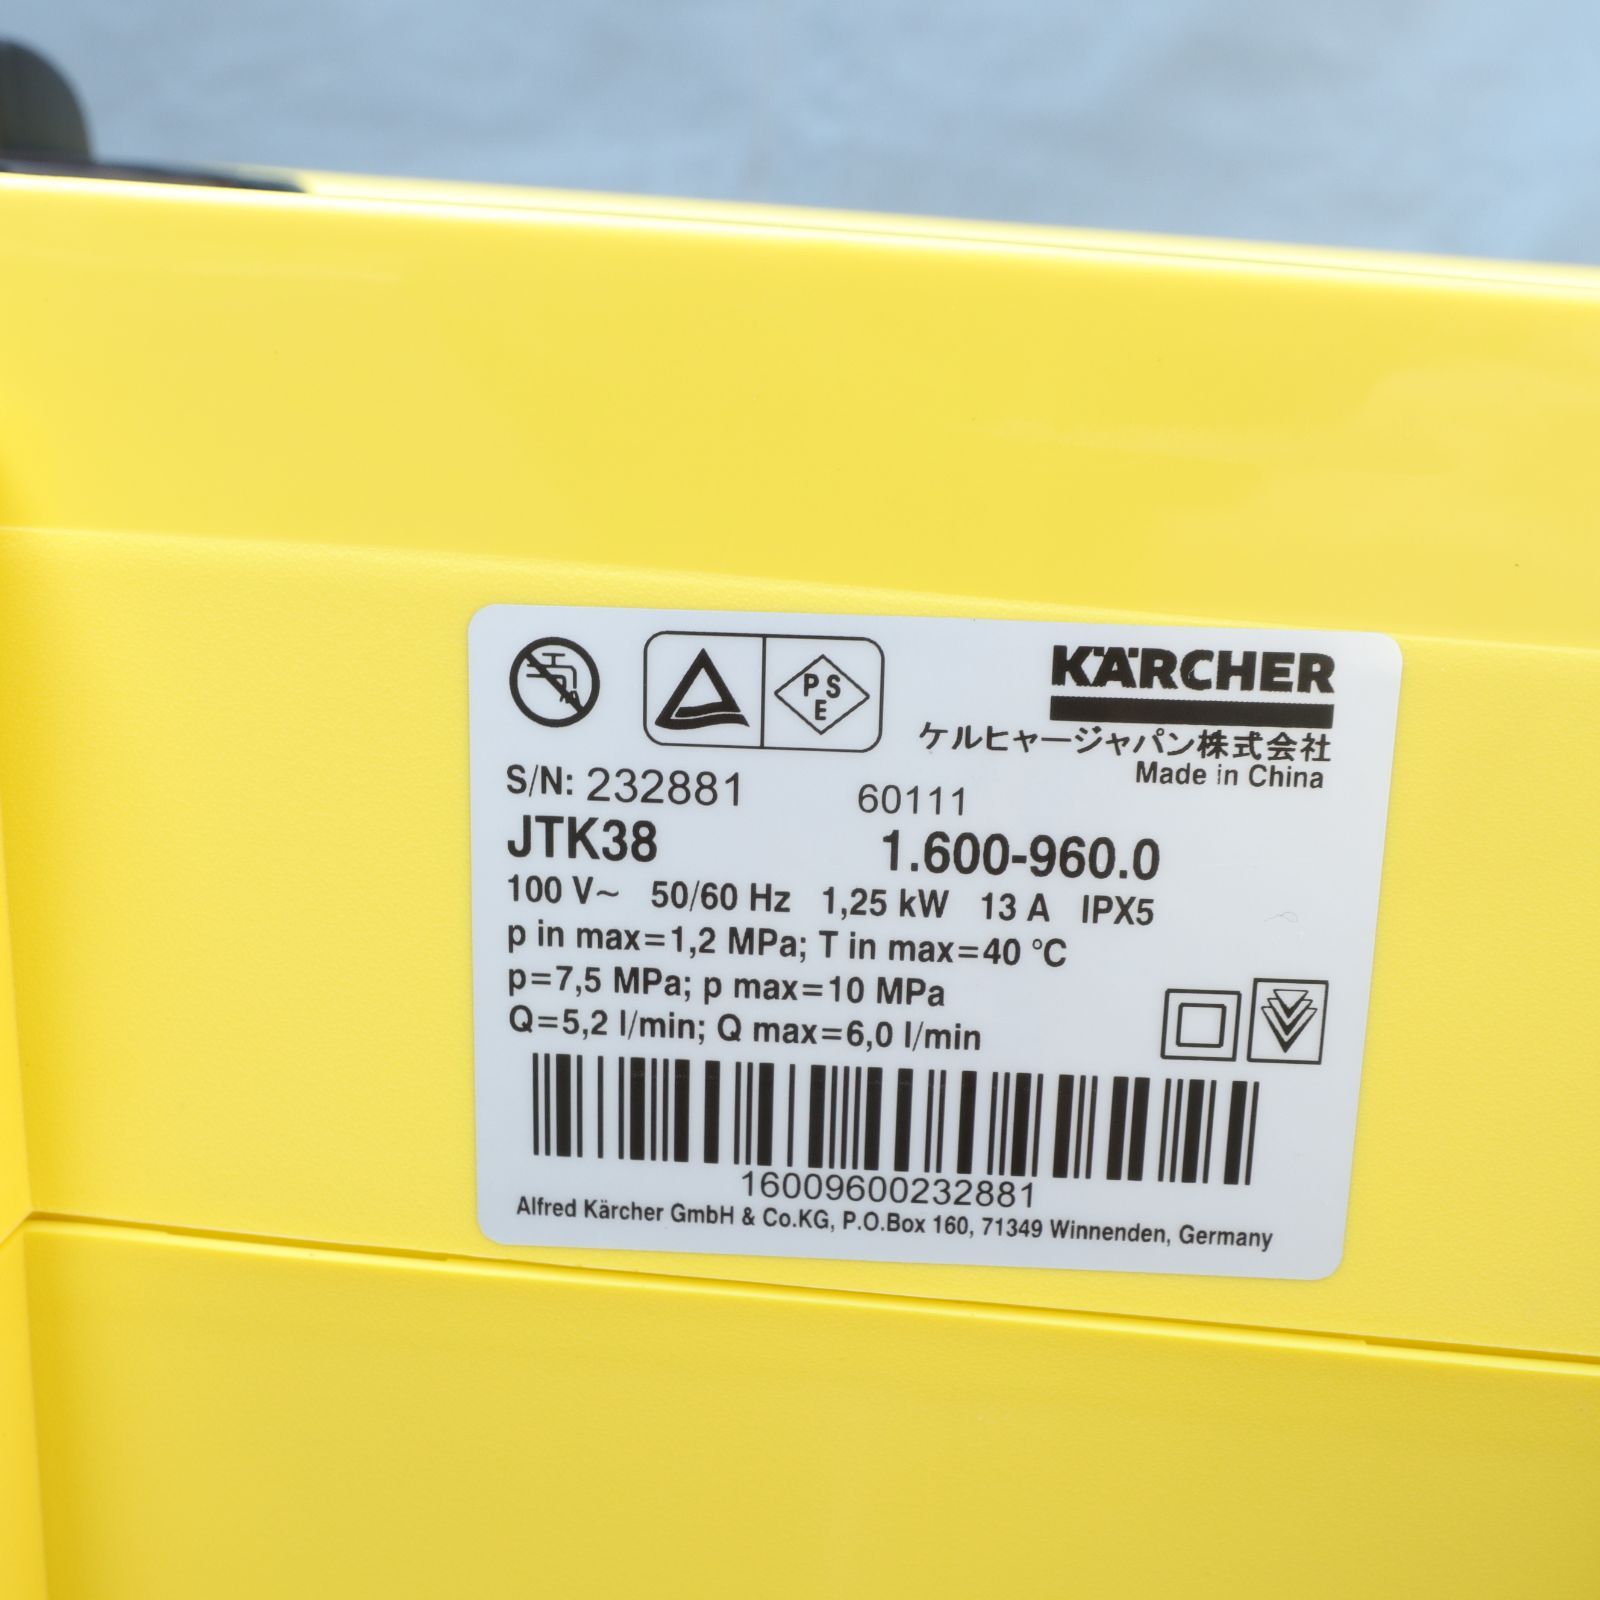 P S
E
KÄRCHER
ケルヒャージャパン株式会社
Made in China
S/N: 232881 60111
JTK38 1.600-960.0
100 V~ 50/60 Hz 1,25 kW 13 A IPX5
p in max=1,2 MPa; T in max=40 °C
p=7,5 MPa; p max=10 MPa
Q=5,2 l/min; Q max=6,0 l/min
16009600232881
Alfred Kärcher GmbH & Co.KG, P.O.Box 160, 71349 Winnenden, Germany